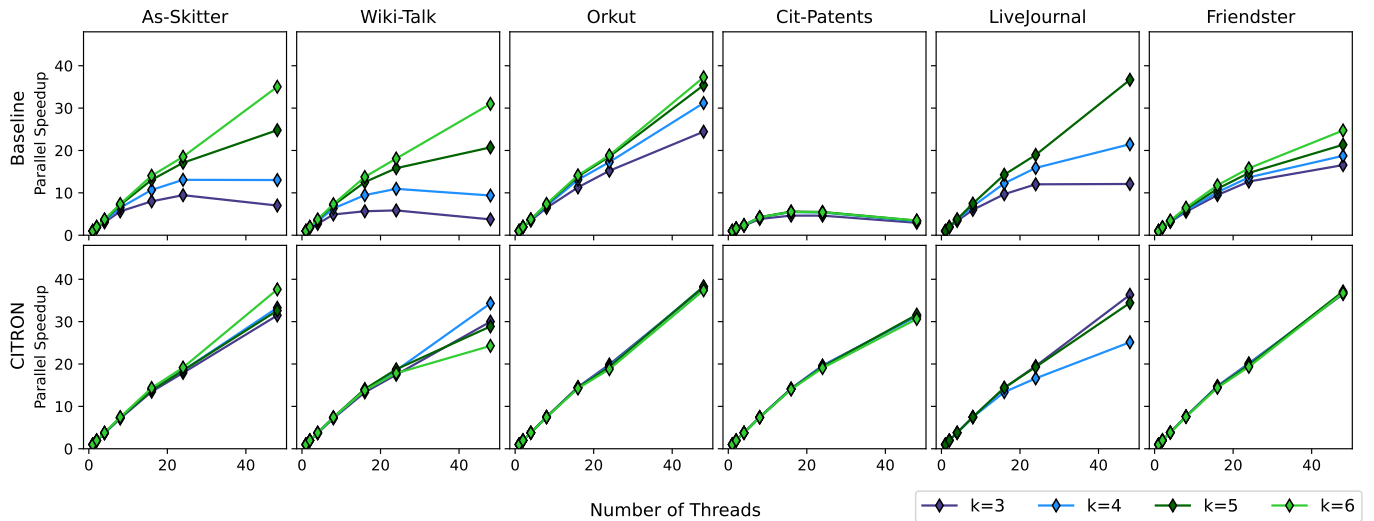 As-Skitter Wiki-Talk Orkut Cit-Patents LiveJournal Friendster
Baseline
Parallel Speedup
40
30
20
10
0
CITRON
Parallel Speedup
40
30
20
10
0
0 20 40 0 20 40 0 20 40 0 20 40 0 20 40 0 20 40
Number of Threads
k=3 k=4 k=5 k=6